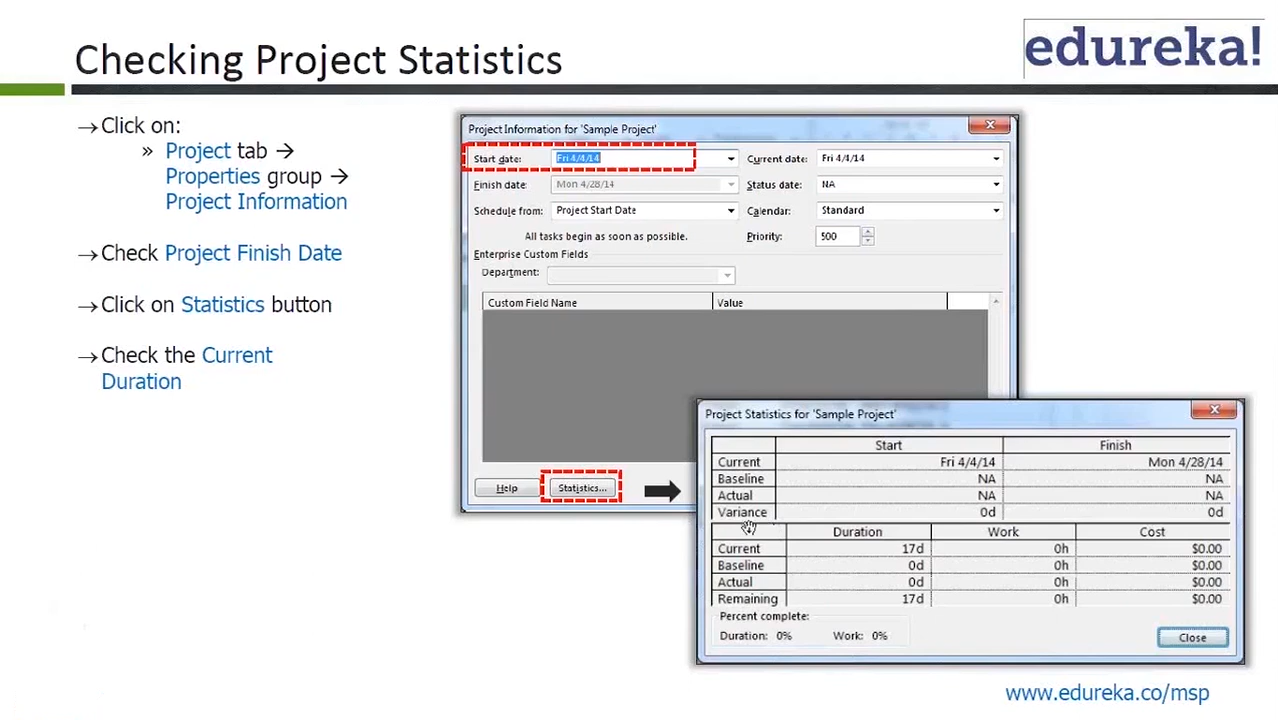 Checking Project Statistics
edureka!
→Click on:
» Project tab →
Properties group →
Project Information
→Check Project Finish Date
→Click on Statistics button
→Check the Current
Duration
Project Information for 'Sample Project'
Start date: Fri 4/4/14 Current date: Fri 4/4/14
Finish date: Mon 4/28/14 Status date: NA
Schedule from: Project Start Date Calendar: Standard
All tasks begin as soon as possible. Priority: 500
Enterprise Custom Fields
Department:
Custom Field Name Value
Help Statistics...
Project Statistics for 'Sample Project'
Start Finish
Current Fri 4/4/14 Mon 4/28/14
Baseline NA NA
Actual NA NA
Variance 0d 0d
Duration Work Cost
Current 17d 0h $0.00
Baseline 0d 0h $0.00
Actual 0d 0h $0.00
Remaining 17d 0h $0.00
Percent complete:
Duration: 0% Work: 0%
Close
www.edureka.co/msp